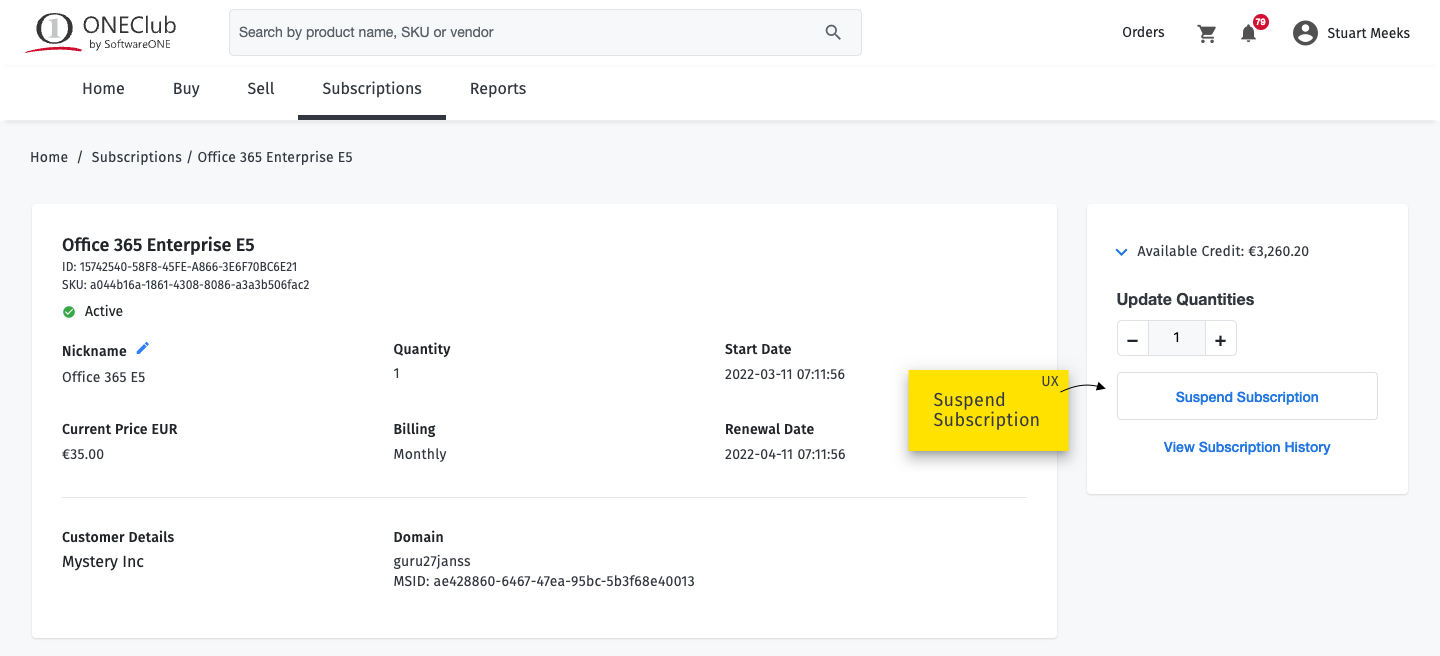 1 ONEClub
by SoftwareONE
Search by product name, SKU or vendor
Orders
79
Stuart Meeks
Home Buy Sell Subscriptions Reports
Home / Subscriptions / Office 365 Enterprise E5
Office 365 Enterprise E5
ID: 15742540-58F8-45FE-A866-3E6F70BC6E21
SKU: a044b16a-1861-4308-8086-a3a3b506fac2
Active
Nickname
Office 365 E5
Quantity
1
Start Date
2022-03-11 07:11:56
Current Price EUR
€35.00
Billing
Monthly
Renewal Date
2022-04-11 07:11:56
Customer Details
Mystery Inc
Domain
guru27janss
MSID: ae428860-6467-47ea-95bc-5b3f68e40013
UX
Suspend
Subscription
Available Credit: €3,260.20
Update Quantities
− 1 +
Suspend Subscription
View Subscription History